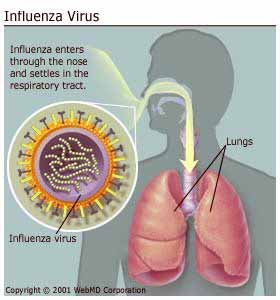 Influenza Virus
Influenza enters
through the nose
and settles in the
respiratory tract.
Lungs
Influenza virus
Copyright © 2001 WebMD Corporation